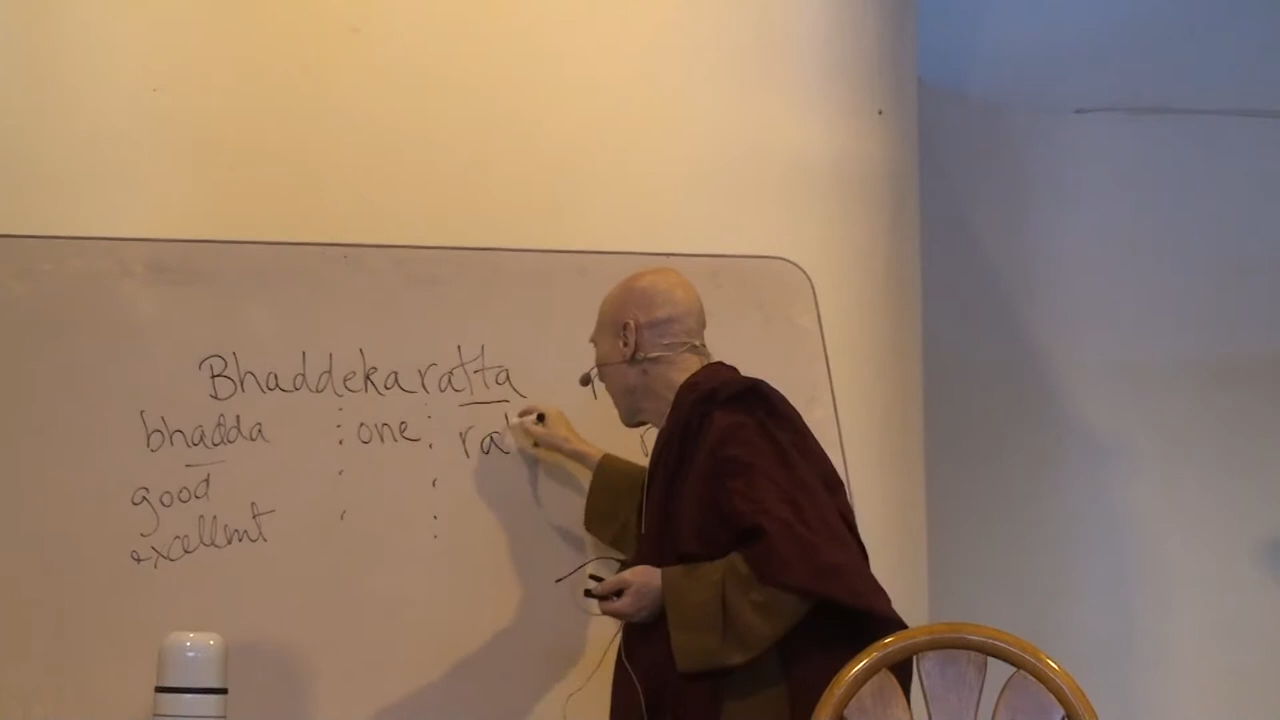 Bhaddekaratta
bhadda : one : ra
good
excellent